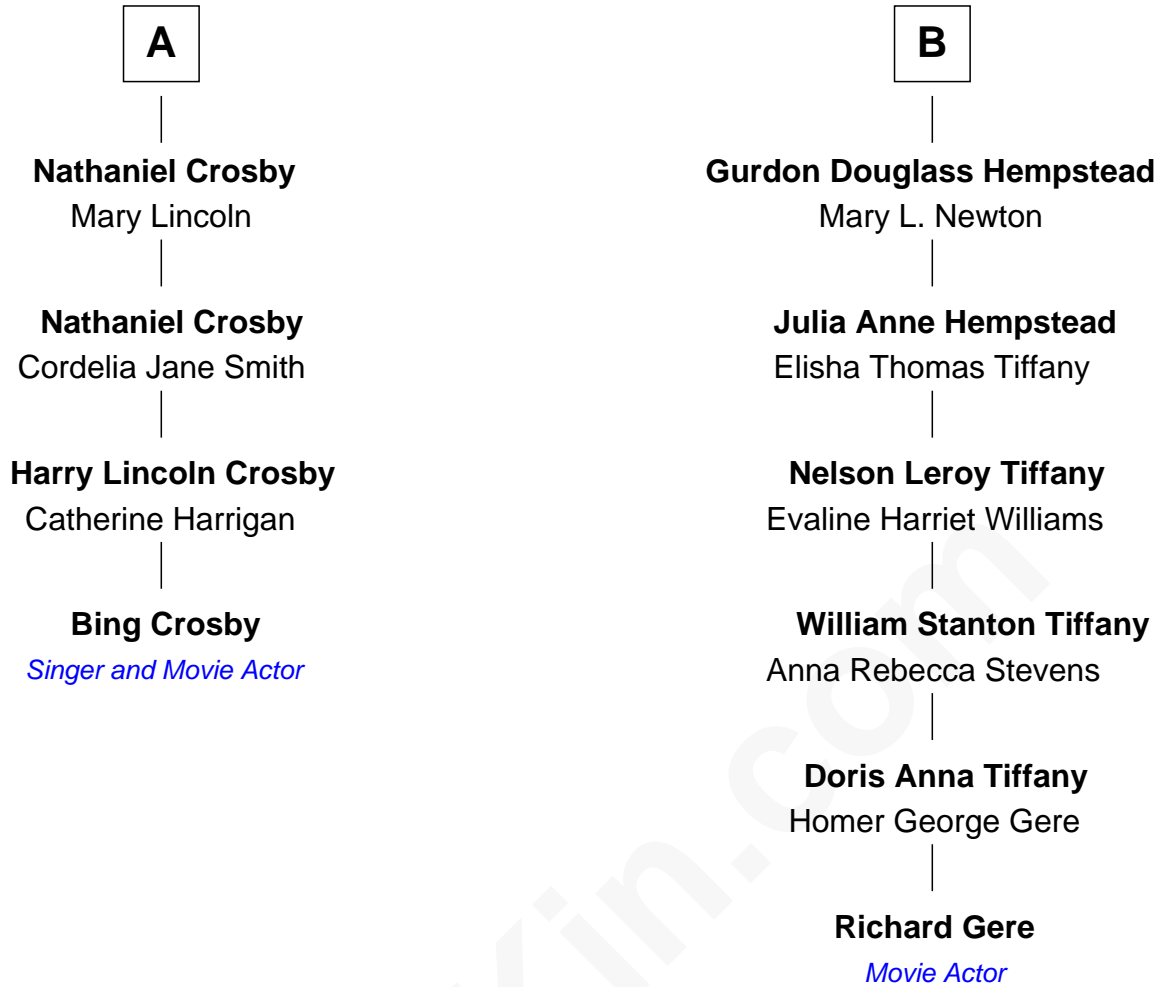 A
Nathaniel Crosby
Mary Lincoln
Nathaniel Crosby
Cordelia Jane Smith
Harry Lincoln Crosby
Catherine Harrigan
Bing Crosby
Singer and Movie Actor
B
Gurdon Douglass Hempstead
Mary L. Newton
Julia Anne Hempstead
Elisha Thomas Tiffany
Nelson Leroy Tiffany
Evaline Harriet Williams
William Stanton Tiffany
Anna Rebecca Stevens
Doris Anna Tiffany
Homer George Gere
Richard Gere
Movie Actor
Kin.com